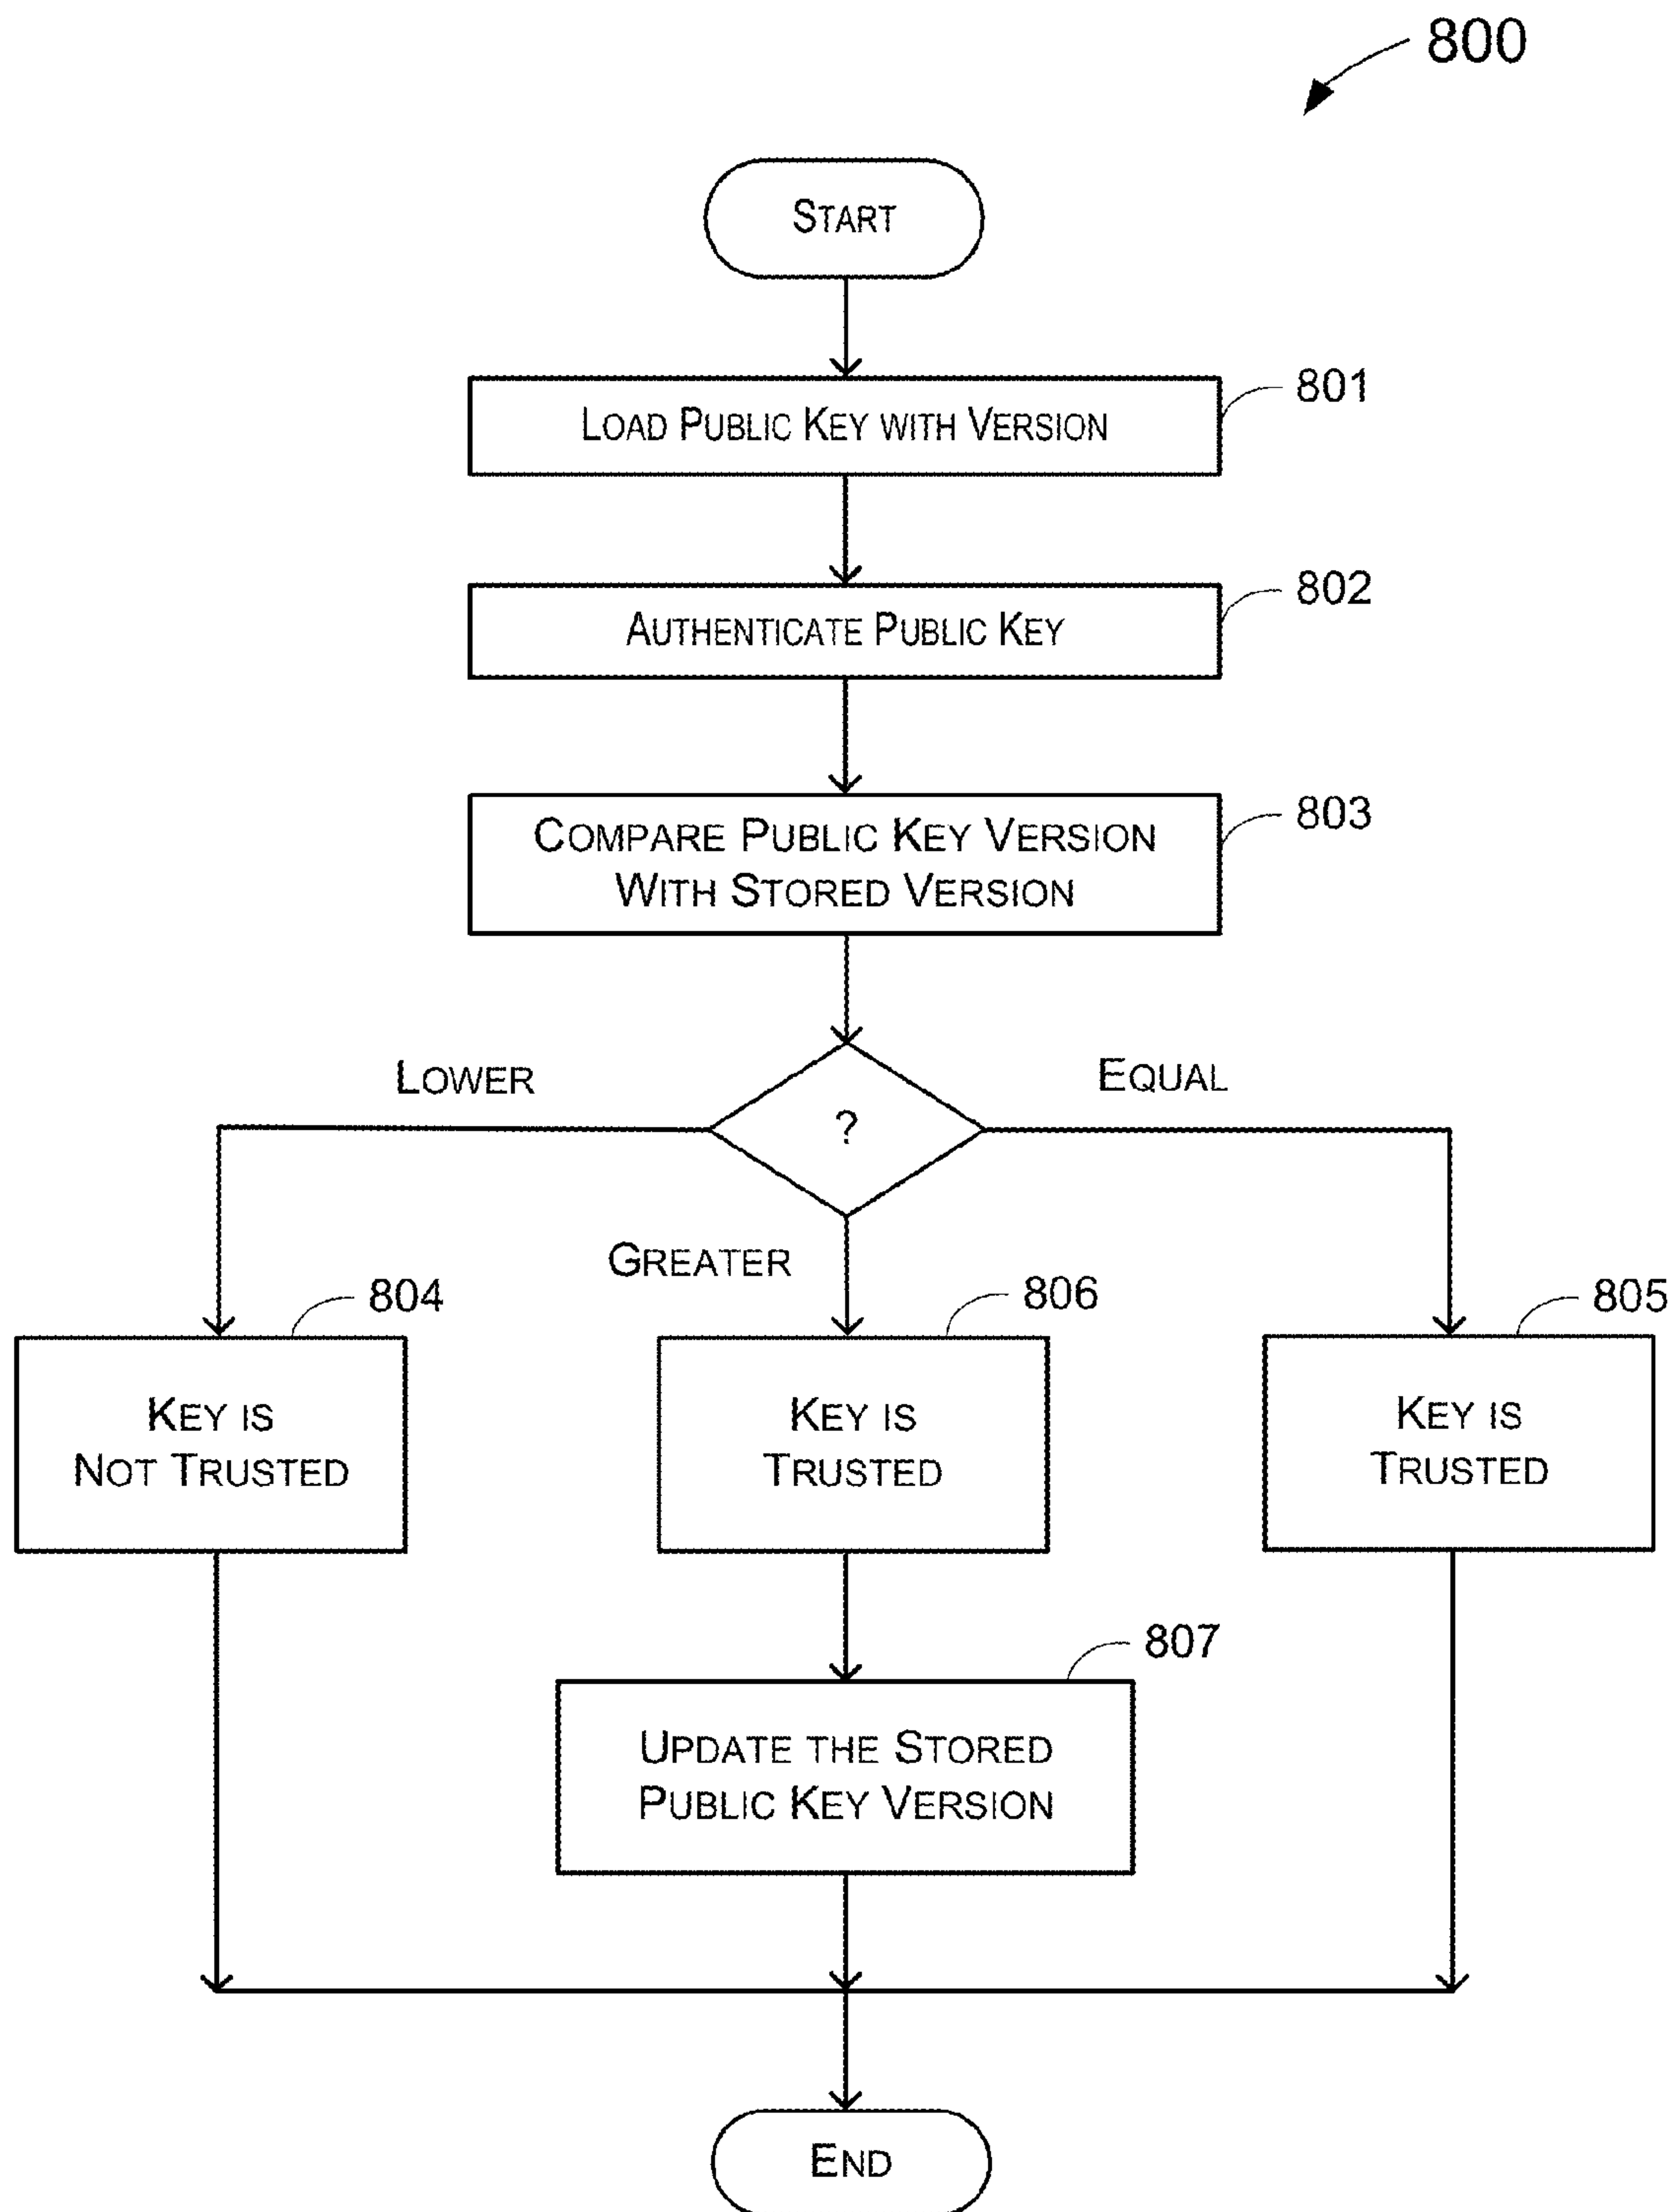 800
START
LOAD PUBLIC KEY WITH VERSION
801
AUTHENTICATE PUBLIC KEY
802
COMPARE PUBLIC KEY VERSION
WITH STORED VERSION
803
LOWER
?
EQUAL
GREATER
804
KEY IS
NOT TRUSTED
806
KEY IS
TRUSTED
805
KEY IS
TRUSTED
807
UPDATE THE STORED
PUBLIC KEY VERSION
END